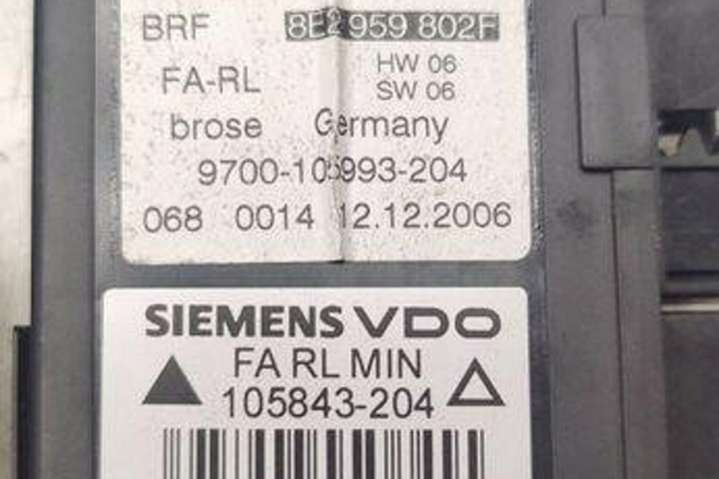 BRF 8E2 959 802F
FA-RL HW 06
SW 06
brose Germany
9700-105993-204
068 0014 12.12.2006
SIEMENS VDO
FA RL MIN
105843-204